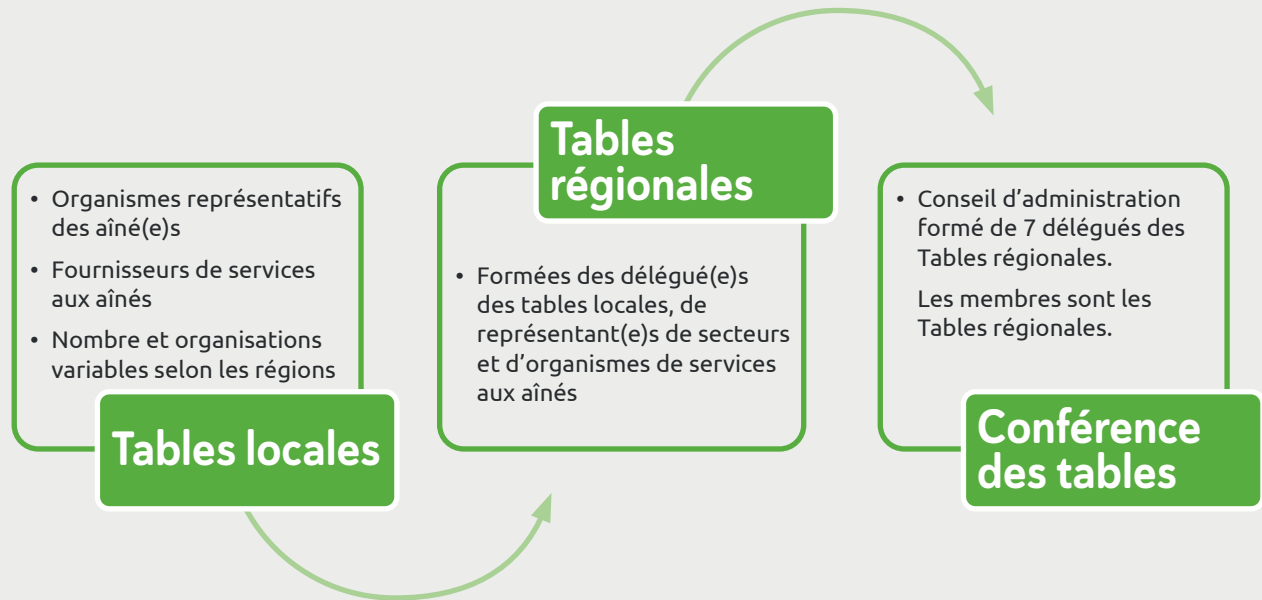 • Organismes représentatifs
des aîné(e)s
• Fournisseurs de services
aux aînés
• Nombre et organisations
variables selon les régions
Tables locales
Tables
régionales
• Formées des délégué(e)s
des tables locales, de
représentant(e)s de secteurs
et d’organismes de services
aux aînés
• Conseil d’administration
formé de 7 délégués des
Tables régionales.
Les membres sont les
Tables régionales.
Conférence
des tables